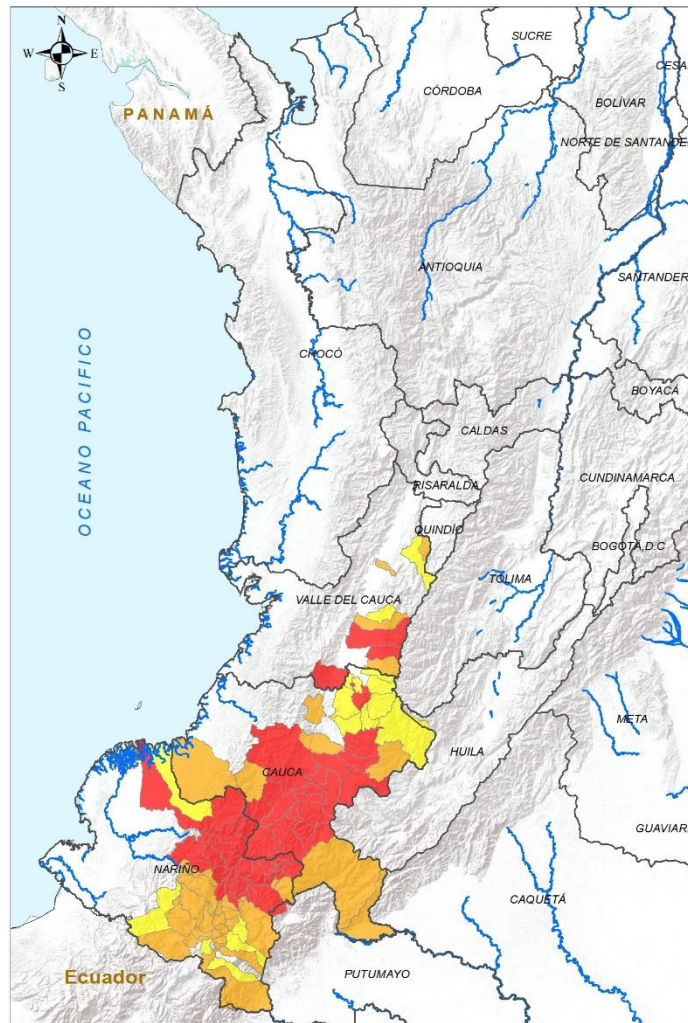 N
W E
S
SUCRE
CESA
CÓRDOBA
BOLÍVAR
PANAMÁ
NORTE DE SANTANDE
ANTIOQUIA
SANTANDER
OCEANO PACIFICO
CHOCÓ
BOYACÁ
CALDAS
CUNDINAMARCA
RISARALDA
QUINDÍO
BOGOTÁ D.C
TOLIMA
VALLE DEL CAUCA
META
HUILA
CAUCA
GUAVIAR
NARIÑO
CAQUETÁ
Ecuador
PUTUMAYO